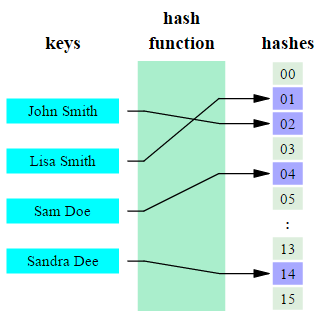 hash
keys function hashes
00
01
John Smith
02
03
Lisa Smith
04
05
Sam Doe
:
13
Sandra Dee
14
15